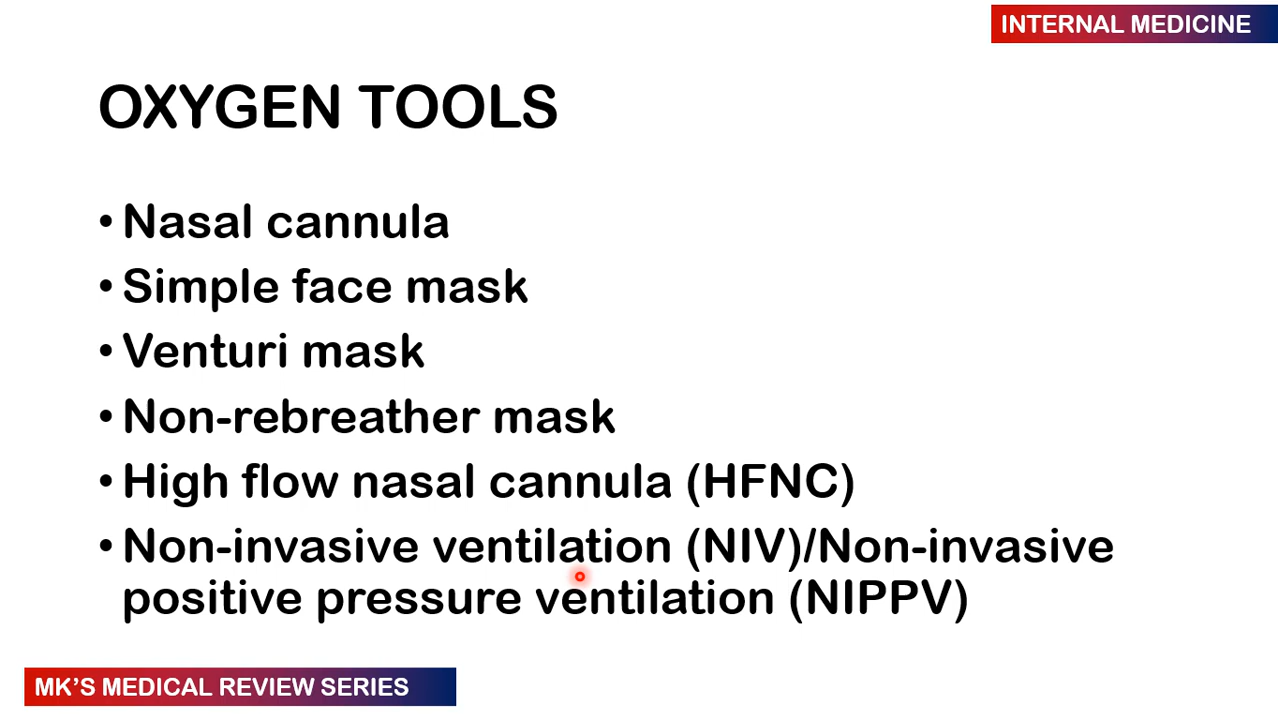 INTERNAL MEDICINE
OXYGEN TOOLS
• Nasal cannula
• Simple face mask
• Venturi mask
• Non-rebreather mask
• High flow nasal cannula (HFNC)
• Non-invasive ventilation (NIV)/Non-invasive
positive pressure ventilation (NIPPV)
MK'S MEDICAL REVIEW SERIES